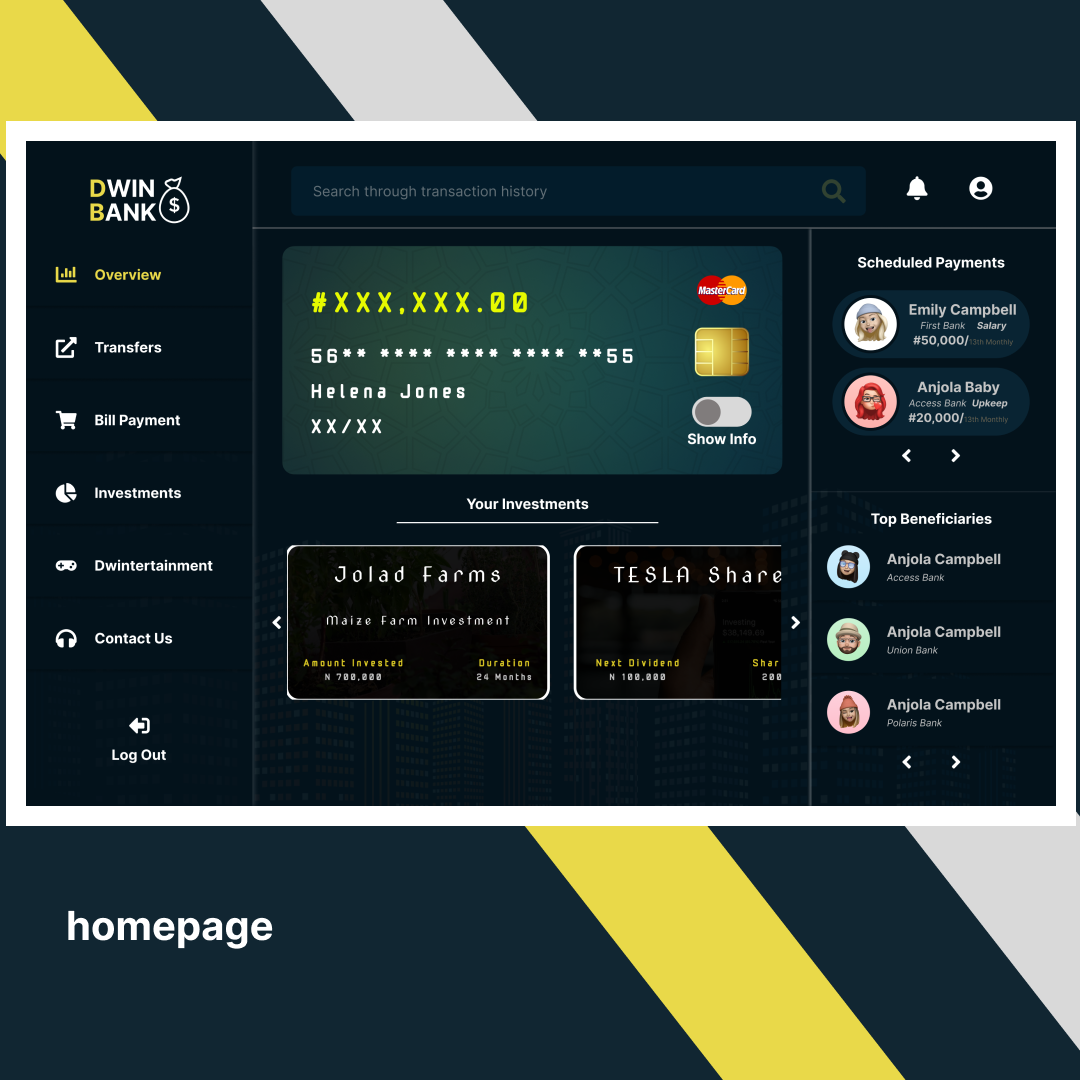 DWIN
BANK
$
Search through transaction history
Overview
Transfers
Bill Payment
Investments
Dwintertainment
Contact Us
Log Out
#XXX,XXX.00
56** **** **** **** **55
Helena Jones
XX/XX
MasterCard
Show Info
Your Investments
Jolad Farms
Maize Farm Investment
Amount Invested Duration
N 700,000 24 Months
TESLA Share
Investing
Next Dividend Shar
N 100,000 200
Scheduled Payments
Emily Campbell
First Bank Salary
#50,000/13th Monthly
Anjola Baby
Access Bank Upkeep
#20,000/13th Monthly
Top Beneficiaries
Anjola Campbell
Access Bank
Anjola Campbell
Union Bank
Anjola Campbell
Polaris Bank
homepage